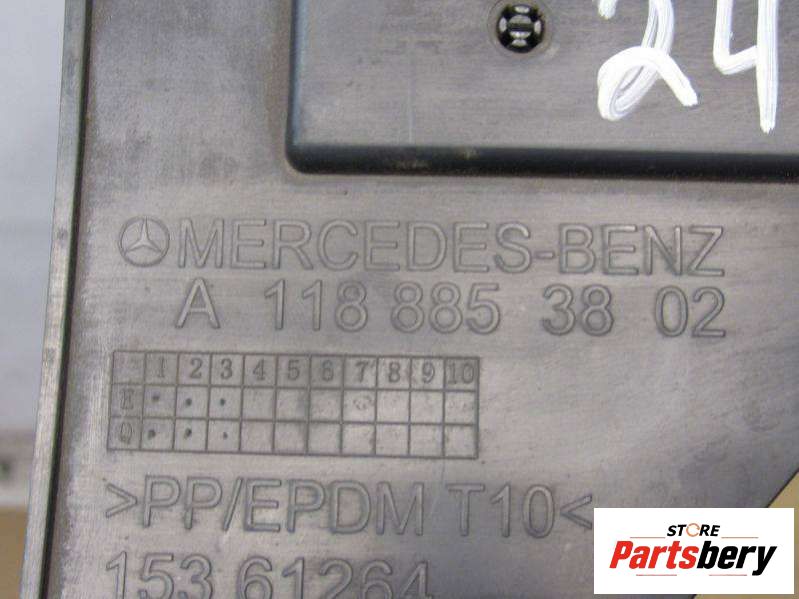 24
MERCEDES-BENZ
A 118 885 38 02
1 2 3 4 5 6 7 8 9 10
E
Q
>PP/EPDM T10<
153 61264
STORE
Partsbery